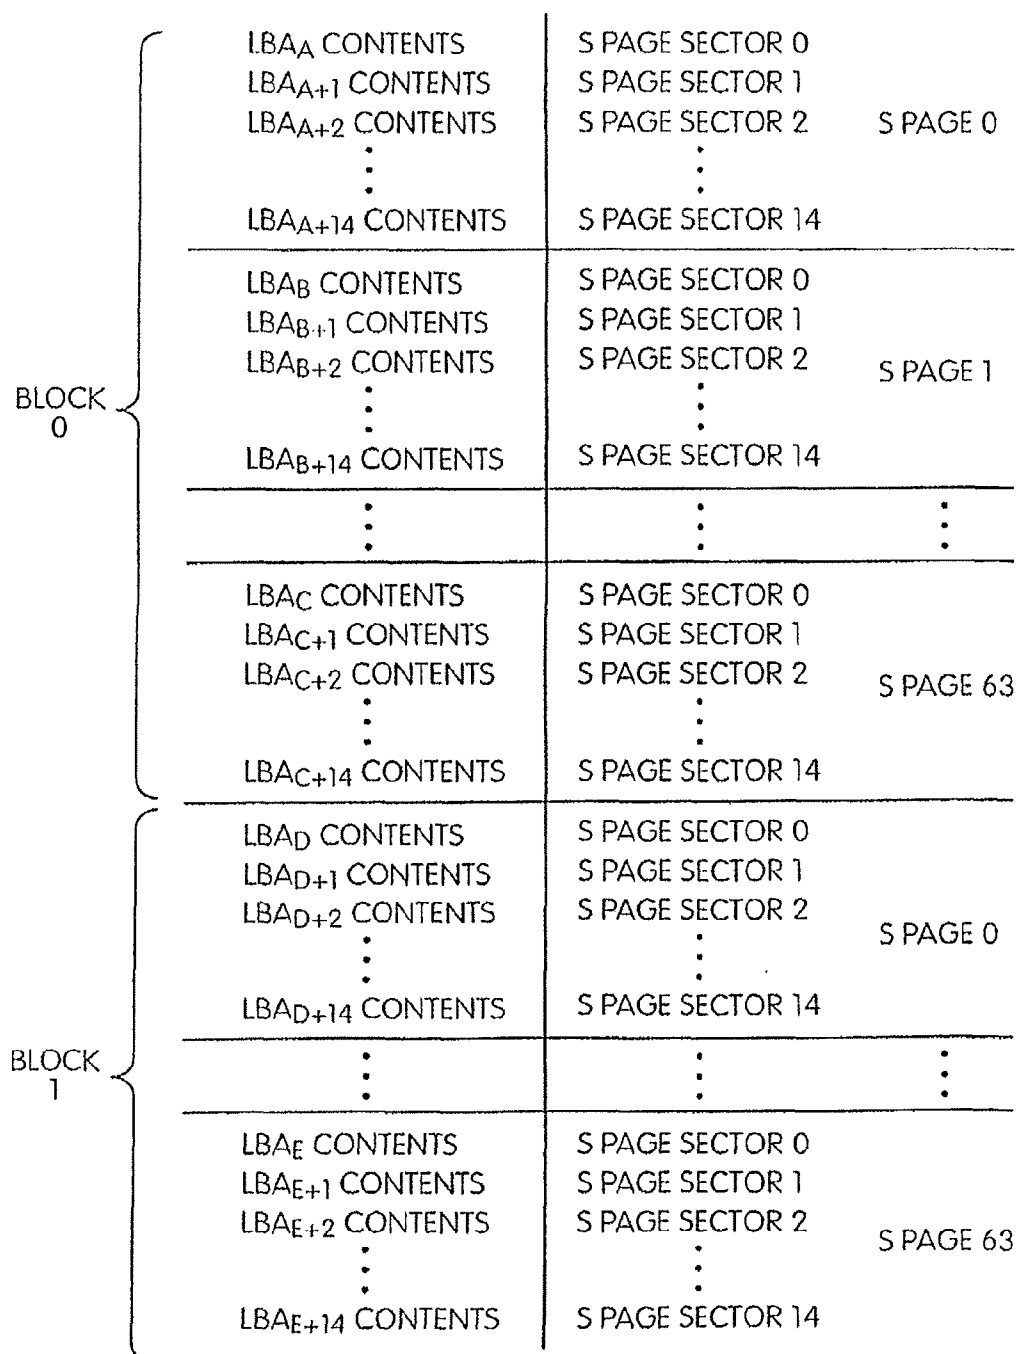 LBAA CONTENTS S PAGE SECTOR 0
LBAA+1 CONTENTS S PAGE SECTOR 1
LBAA+2 CONTENTS S PAGE SECTOR 2 S PAGE 0
LBAA+14 CONTENTS S PAGE SECTOR 14
LBAB CONTENTS S PAGE SECTOR 0
LBAB+1 CONTENTS S PAGE SECTOR 1
LBAB+2 CONTENTS S PAGE SECTOR 2
S PAGE 1
BLOCK
0
LBAB+14 CONTENTS S PAGE SECTOR 14
LBAC CONTENTS S PAGE SECTOR 0
LBAC+1 CONTENTS S PAGE SECTOR 1
LBAC+2 CONTENTS S PAGE SECTOR 2
S PAGE 63
LBAC+14 CONTENTS S PAGE SECTOR 14
LBAD CONTENTS S PAGE SECTOR 0
LBAD+1 CONTENTS S PAGE SECTOR 1
LBAD+2 CONTENTS S PAGE SECTOR 2
S PAGE 0
LBAD+14 CONTENTS S PAGE SECTOR 14
BLOCK
1
LBAE CONTENTS S PAGE SECTOR 0
LBAE+1 CONTENTS S PAGE SECTOR 1
LBAE+2 CONTENTS S PAGE SECTOR 2
S PAGE 63
LBAE+14 CONTENTS S PAGE SECTOR 14